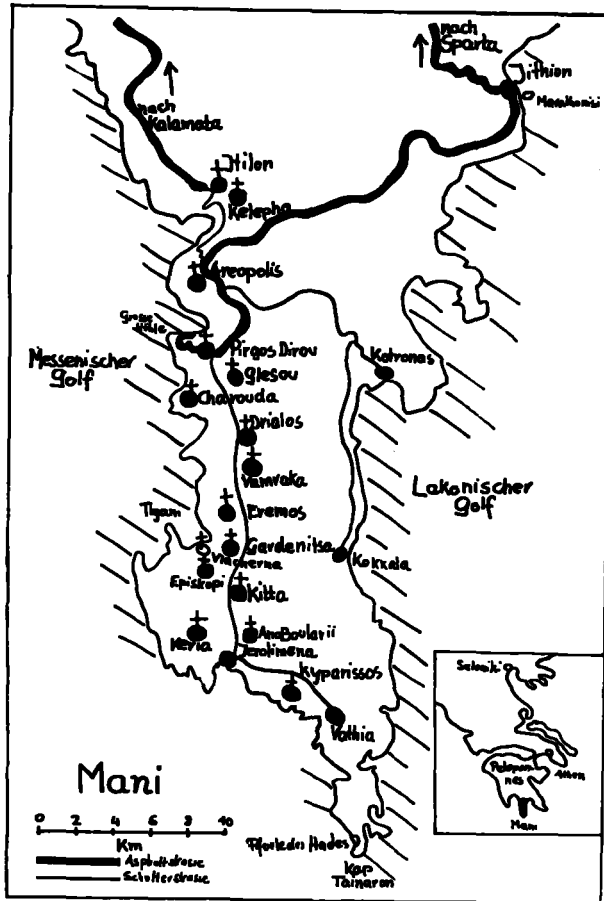 nach
Sparta
Jithion
Marathonisi
nach
Kalamata
Itilon
Kelepha
Areopolis
Grosse
Höhle
Pirgos Dirou
Messenischer
Golf
Glesou
Kotronas
Charouda
Drialos
Vamvaka
Lakonischer
Golf
Eremos
Tigani
Gardenitsa
Vlacherna
Kokkala
Episkopi
Kitta
Keria
Ano Boularii
Jerolimena
Kyparissos
Vathia
Saloniki
Pelopon
nes
Athen
Mani
Mani
0 2 4 6 8 10
Km
Asphaltstrasse
Schotterstrasse
Pforte des Hades
Kap
Tainaron